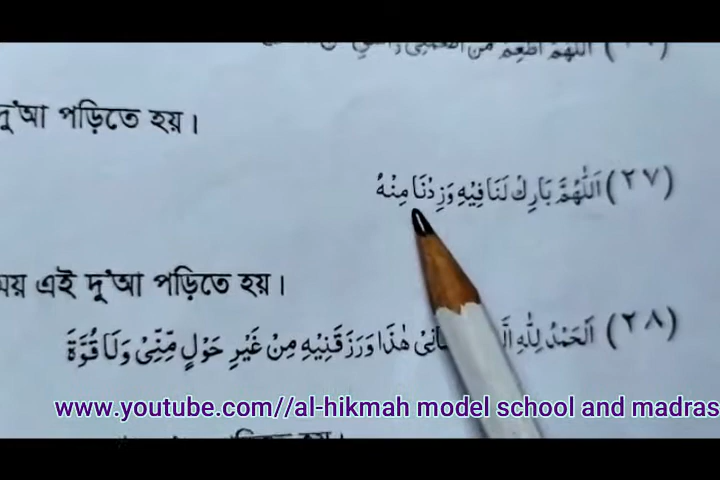 দু'আ পড়িতে হয়।
(٢٧) اَللّٰهُمَّ بَارِكْ لَنَا فِيْهِ وَزِدْنَا مِنْهُ
এই দু'আ পড়িতে হয়।
(٢٨) اَلْحَمْدُ لِلّٰهِ هٰذَا وَرَزَقَنِيْهِ مِنْ غَيْرِ حَوْلٍ مِّنِّىْ وَلَا قُوَّةَ
www.youtube.com//al-hikmah model school and madras